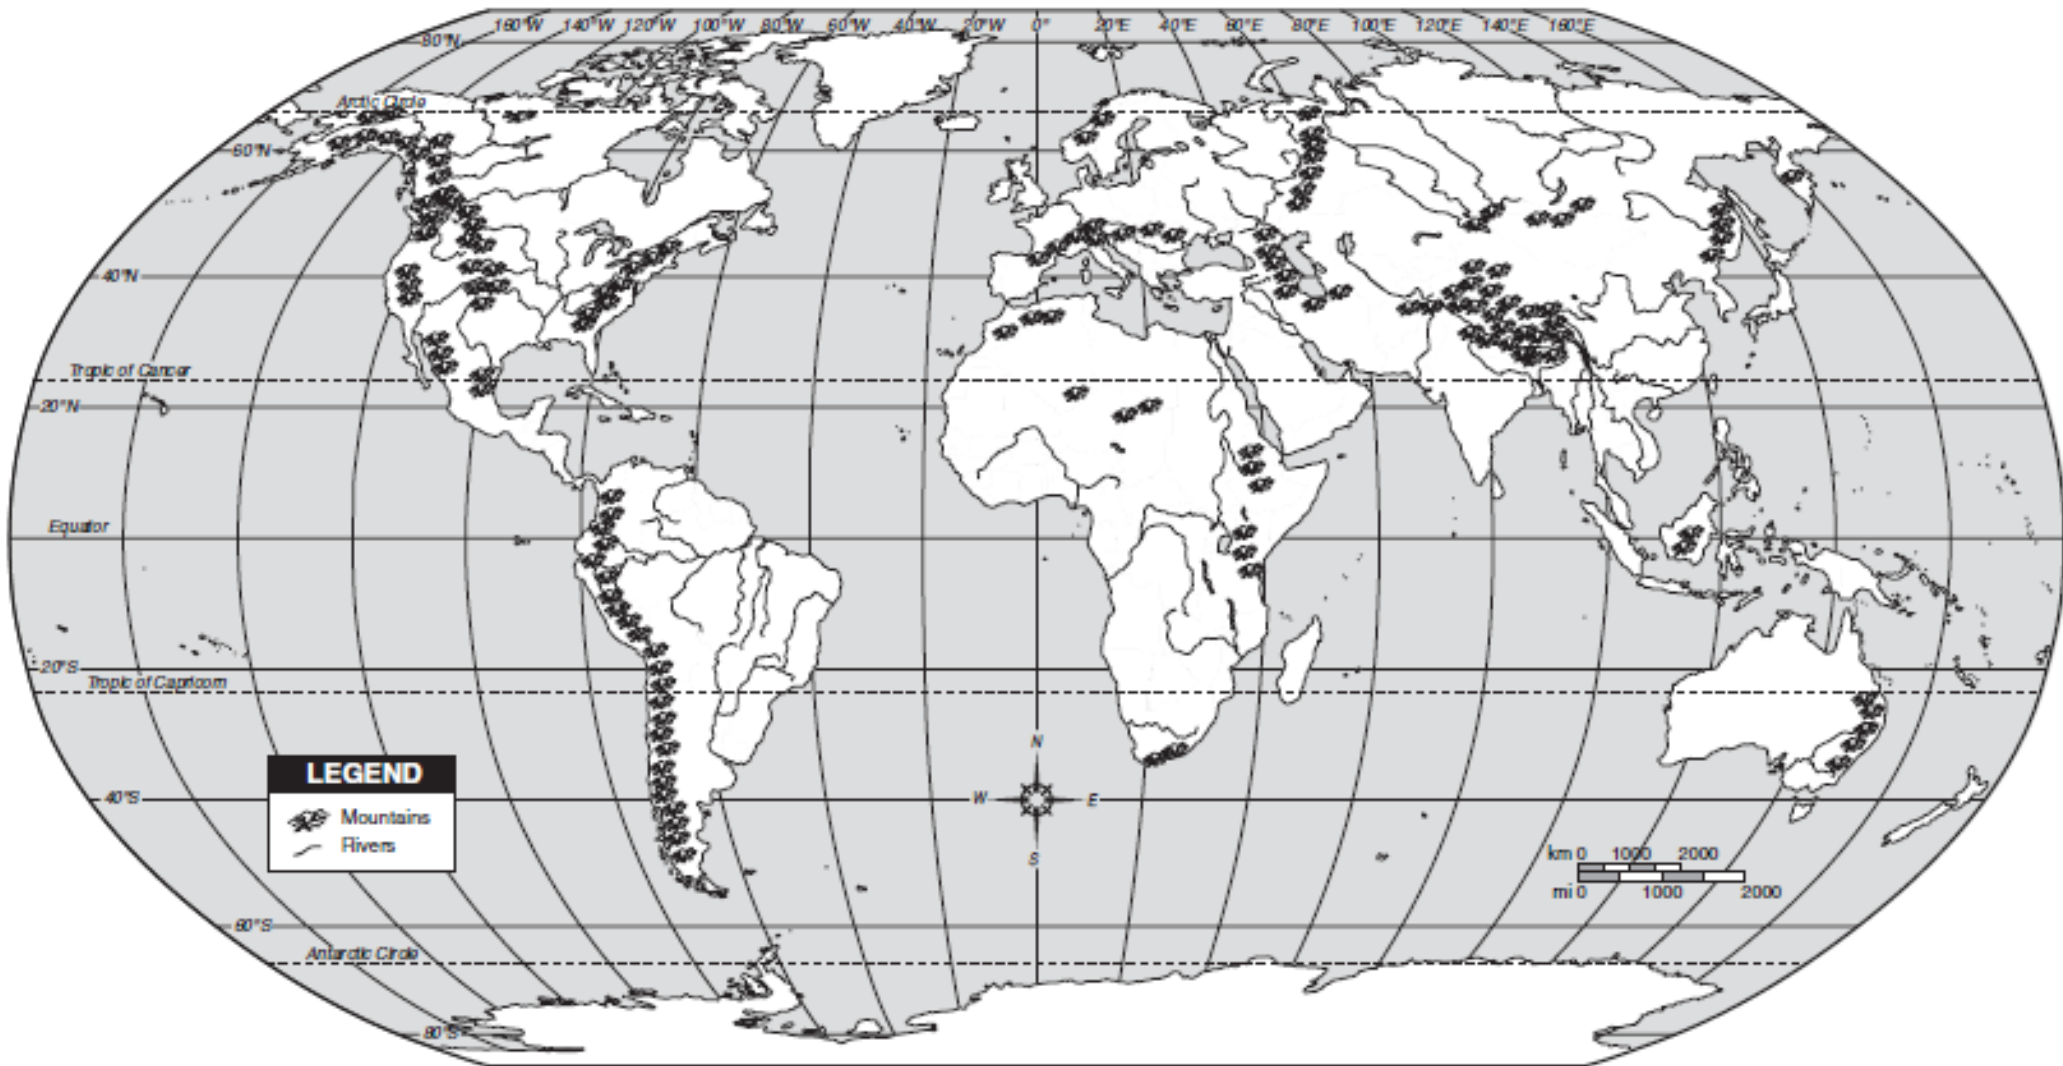 160°W 140°W 120°W 100°W 80°W 60°W 40°W 20°W 0° 20°E 40°E 60°E 80°E 100°E 120°E 140°E 160°E
80°N
Arctic Circle
60°N
40°N
Tropic of Cancer
20°N
Equator
20°S
Tropic of Capricorn
N
W E
S
40°S
LEGEND
Mountains
Rivers
km 0 1000 2000
mi 0 1000 2000
60°S
Antarctic Circle
80°S